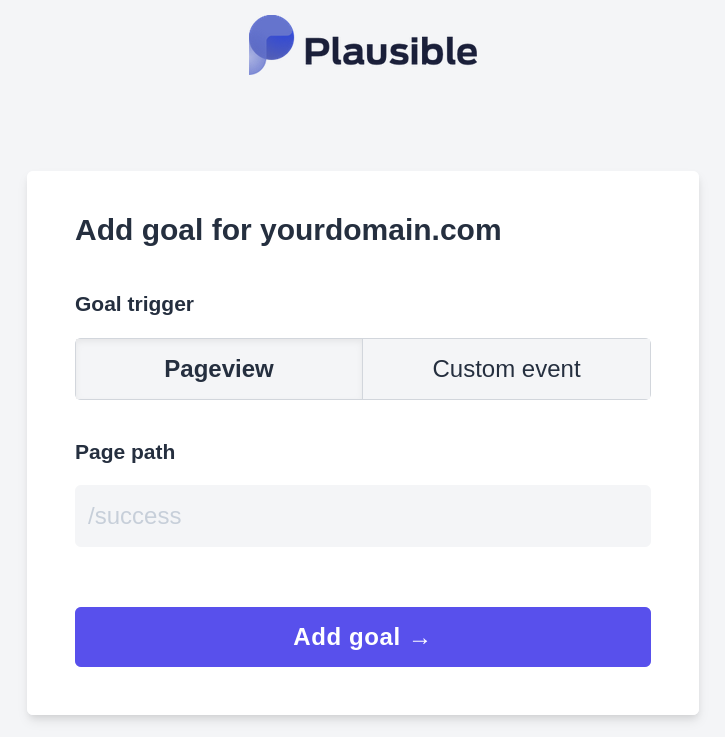 Plausible
Add goal for yourdomain.com
Goal trigger
Pageview
Custom event
Page path
/success
Add goal →